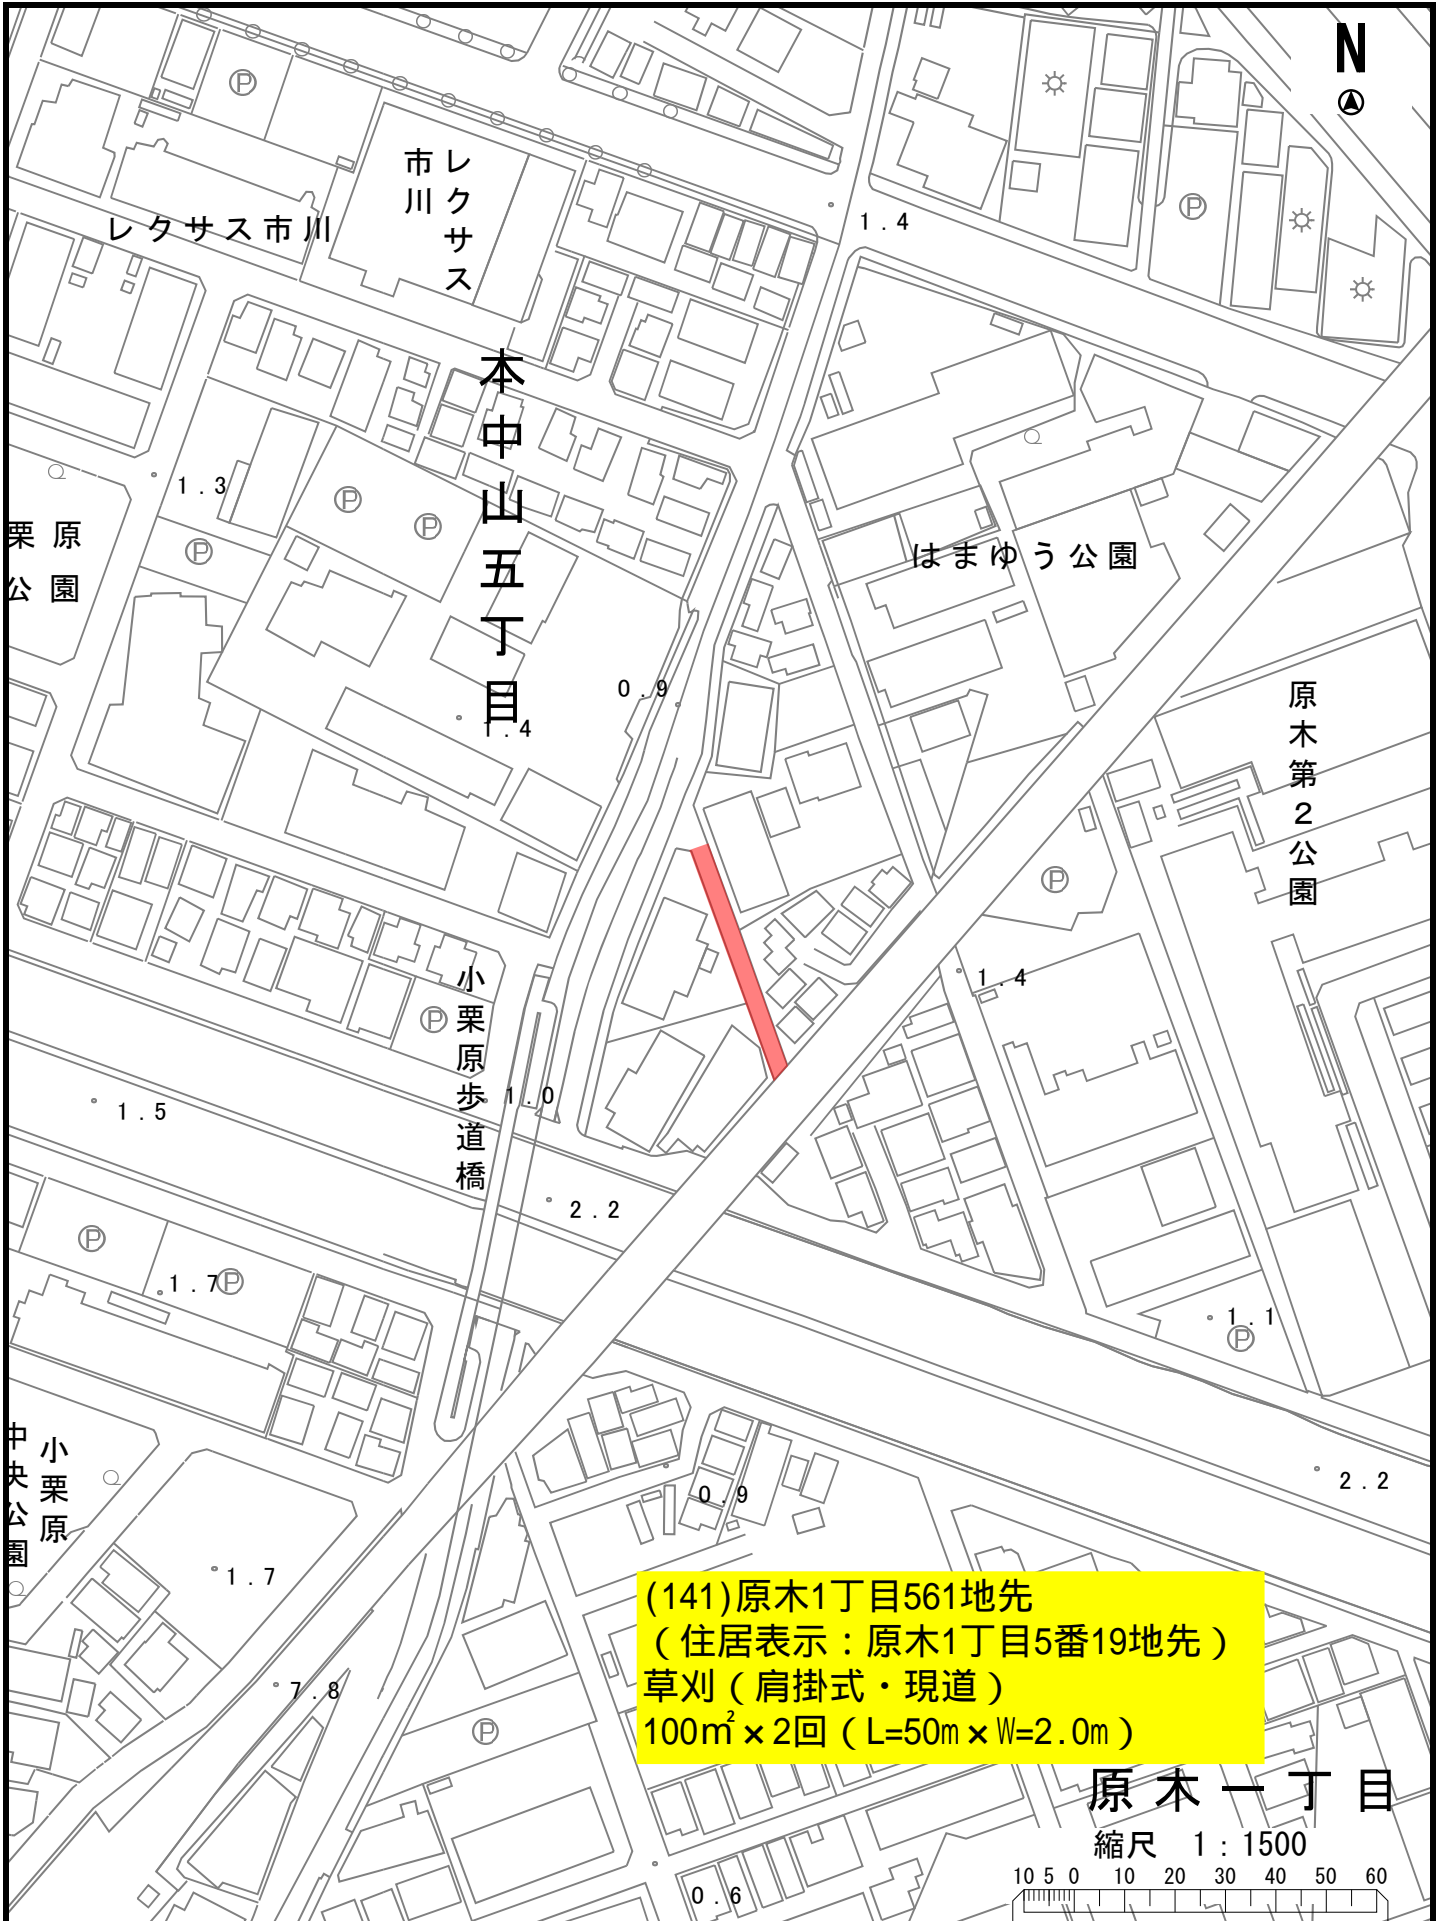 N
レクサス
市川
レクサス市川
1.4
本中山五丁目
1.3
栗原
公園
はまゆう公園
0.9
1.4
原木第2公園
1.4
小栗原歩道橋
1.0
1.5
2.2
1.7
1.1
小栗原
中央公園
2.2
0.9
1.7
7.8
(141)原木1丁目561地先
(住居表示:原木1丁目5番19地先)
草刈(肩掛式・現道)
100㎡×2回(L=50m×W=2.0m)
原木一丁目
縮尺 1:1500
10 5 0 10 20 30 40 50 60
0.6
P
P
P
P
P
P
P
P
P
P
P